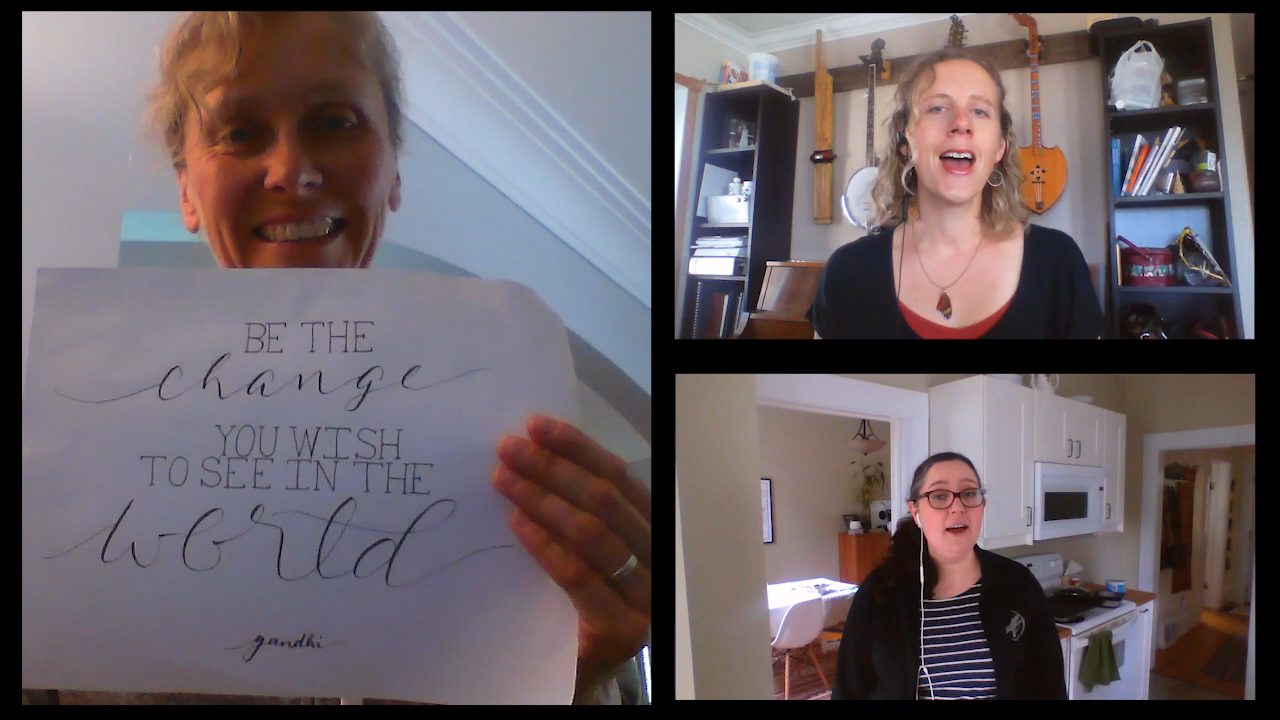 BE THE
change
YOU WISH
TO SEE IN THE
world
gandhi